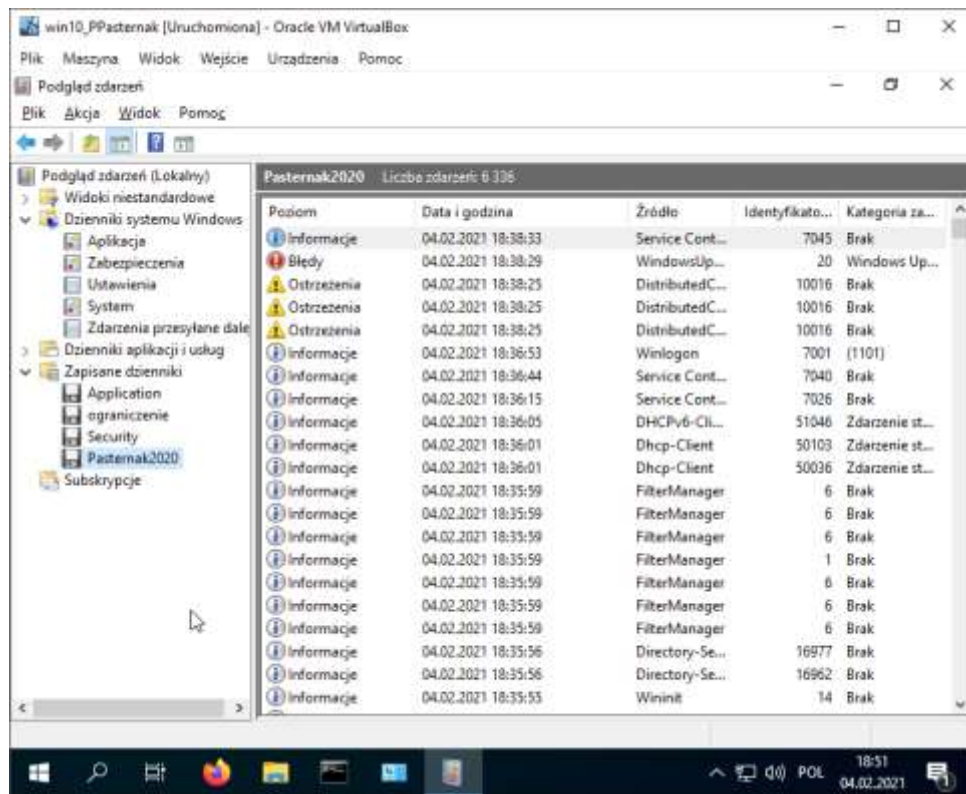 win10_PPasternak [Uruchomiona] - Oracle VM VirtualBox
Plik Maszyna Widok Wejście Urządzenia Pomoc
Podgląd zdarzeń
Plik Akcja Widok Pomoc
Podgląd zdarzeń (Lokalny)
Widoki niestandardowe
Dzienniki systemu Windows
Aplikacja
Zabezpieczenia
Ustawienia
System
Zdarzenia przesyłane dale
Dzienniki aplikacji i usług
Zapisane dzienniki
Application
ograniczenie
Security
Pasternak2020
Subskrypcje
Pasternak2020 Liczba zdarzeń: 6 336
Poziom Data i godzina Źródło Identyfikato... Kategoria za...
Informacje 04.02.2021 18:38:33 Service Cont... 7045 Brak
Błędy 04.02.2021 18:38:29 WindowsUp... 20 Windows Up...
Ostrzeżenia 04.02.2021 18:38:25 DistributedC... 10016 Brak
Ostrzeżenia 04.02.2021 18:38:25 DistributedC... 10016 Brak
Ostrzeżenia 04.02.2021 18:38:25 DistributedC... 10016 Brak
Informacje 04.02.2021 18:36:53 Winlogon 7001 (1101)
Informacje 04.02.2021 18:36:44 Service Cont... 7040 Brak
Informacje 04.02.2021 18:36:15 Service Cont... 7026 Brak
Informacje 04.02.2021 18:36:05 DHCPv6-Cli... 51046 Zdarzenie st...
Informacje 04.02.2021 18:36:01 Dhcp-Client 50103 Zdarzenie st...
Informacje 04.02.2021 18:36:01 Dhcp-Client 50036 Zdarzenie st...
Informacje 04.02.2021 18:35:59 FilterManager 6 Brak
Informacje 04.02.2021 18:35:59 FilterManager 6 Brak
Informacje 04.02.2021 18:35:59 FilterManager 6 Brak
Informacje 04.02.2021 18:35:59 FilterManager 1 Brak
Informacje 04.02.2021 18:35:59 FilterManager 6 Brak
Informacje 04.02.2021 18:35:59 FilterManager 6 Brak
Informacje 04.02.2021 18:35:59 FilterManager 6 Brak
Informacje 04.02.2021 18:35:56 Directory-Se... 16977 Brak
Informacje 04.02.2021 18:35:56 Directory-Se... 16962 Brak
Informacje 04.02.2021 18:35:55 Wininit 14 Brak
POL 18:51
04.02.2021
1